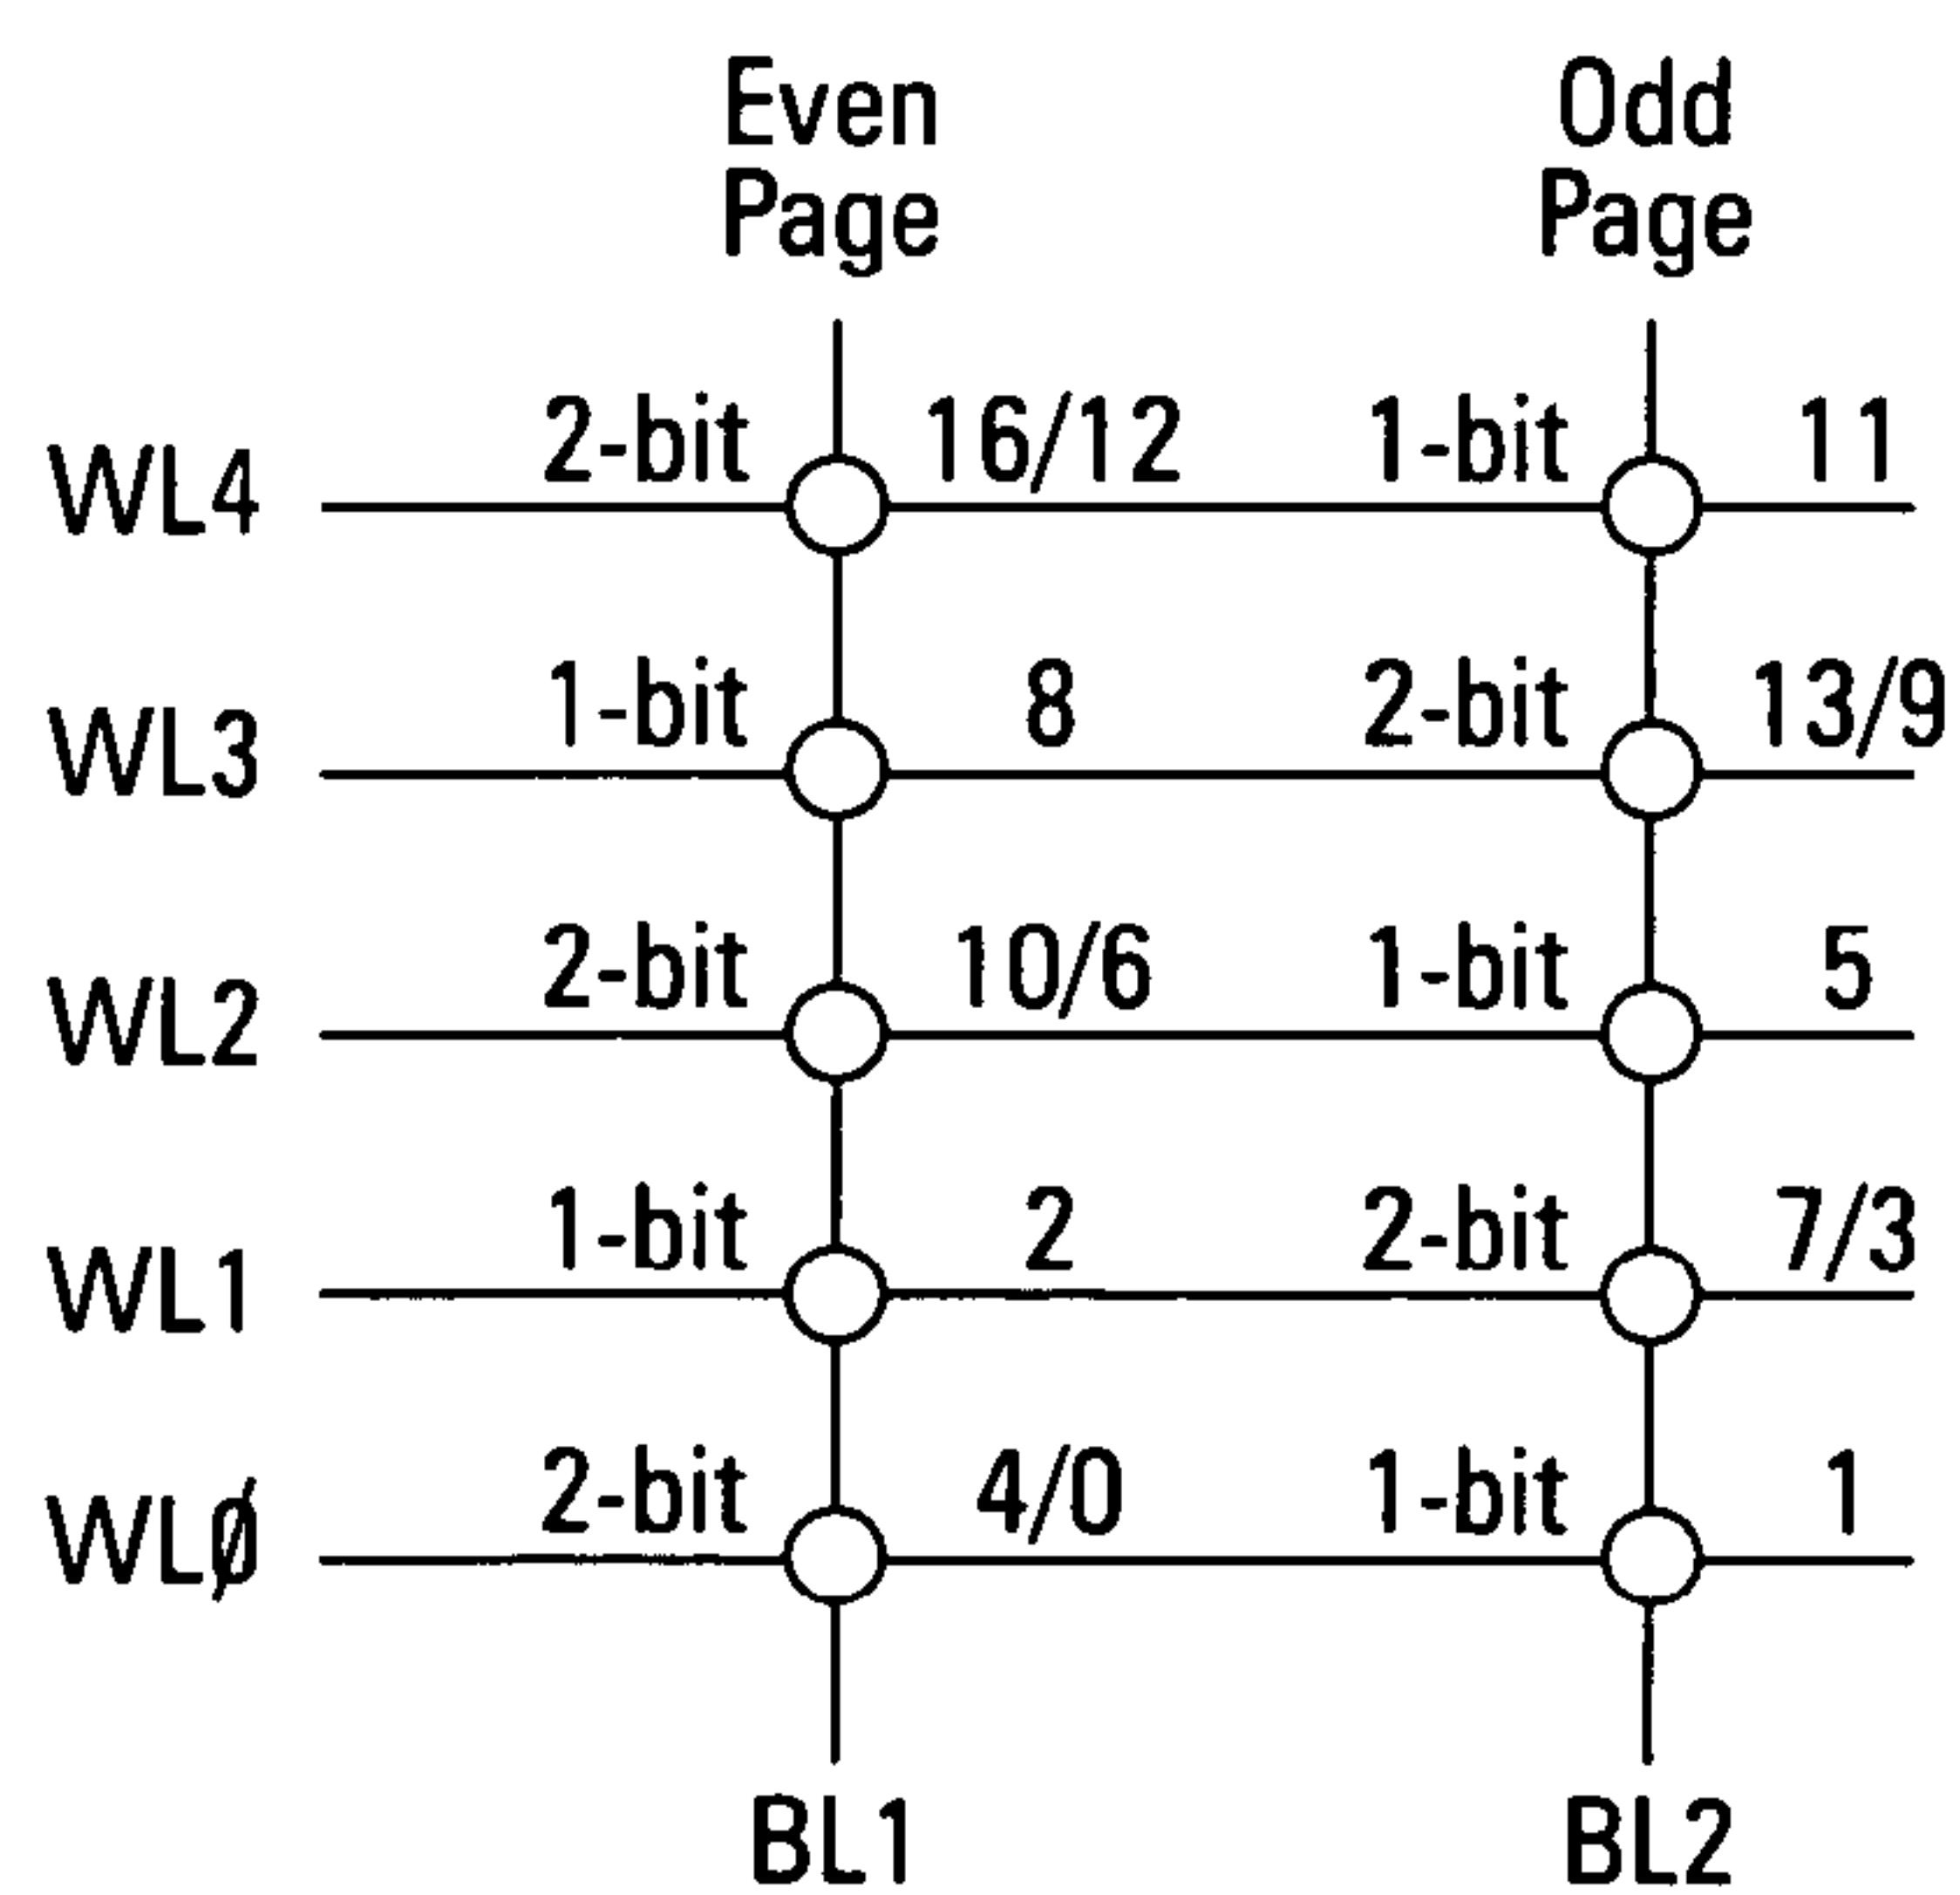 Even Odd
Page Page
WL4 2-bit 16/12 1-bit 11
WL3 1-bit 8 2-bit 13/9
WL2 2-bit 10/6 1-bit 5
WL1 1-bit 2 2-bit 7/3
WLØ 2-bit 4/0 1-bit 1
BL1 BL2